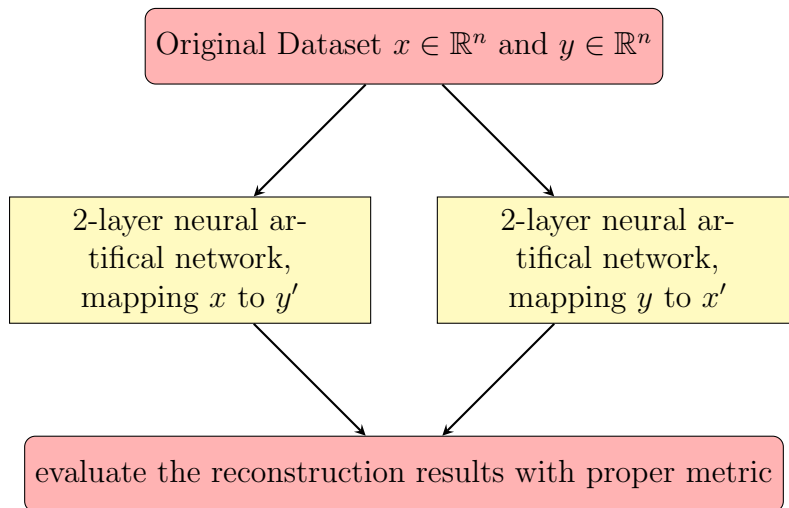 Original Dataset x ∈ ℝⁿ and y ∈ ℝⁿ
2-layer neural ar-
tifical network,
mapping x to y′
2-layer neural ar-
tifical network,
mapping y to x′
evaluate the reconstruction results with proper metric